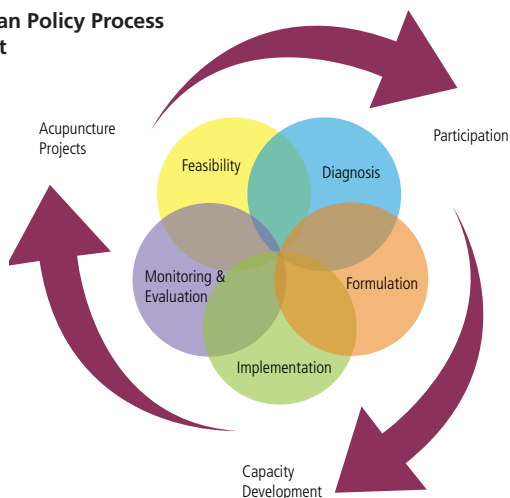 an Policy Process
t
Acupuncture
Projects
Participation
Feasibility
Diagnosis
Monitoring &
Evaluation
Formulation
Implementation
Capacity
Development